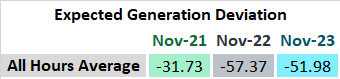 Expected Generation Deviation
Nov-21 Nov-22 Nov-23
All Hours Average -31.73 -57.37 -51.98